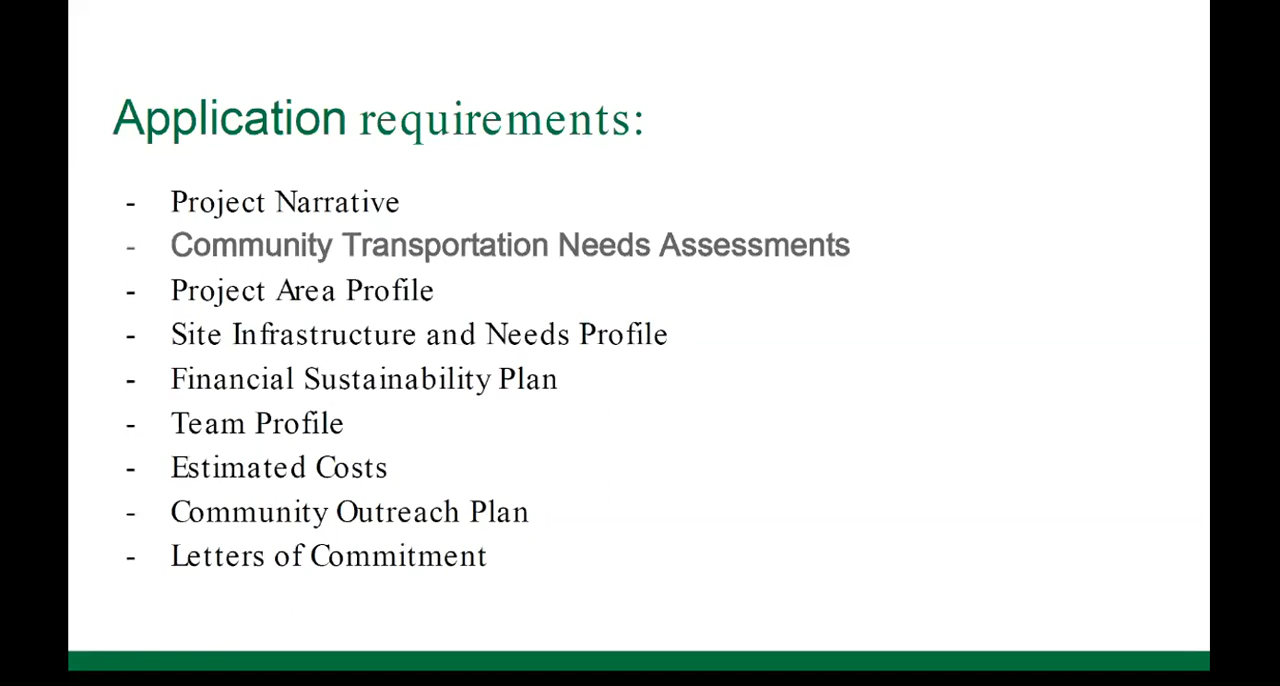 Application requirements:
- Project Narrative
- Community Transportation Needs Assessments
- Project Area Profile
- Site Infrastructure and Needs Profile
- Financial Sustainability Plan
- Team Profile
- Estimated Costs
- Community Outreach Plan
- Letters of Commitment